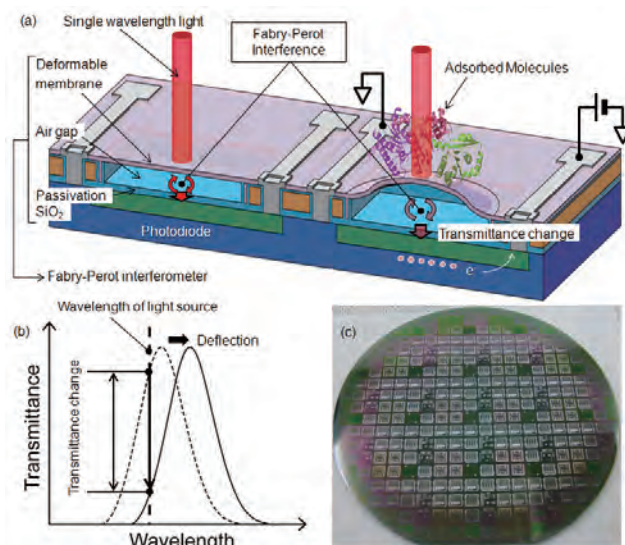 (a)
Single wavelength light
Fabry-Perot
Interference
Adsorbed Molecules
Deformable
membrane
Air gap
Passivation
SiO₂
Photodiode
Transmittance change
e⁻
Fabry-Perot interferometer
Wavelength of light source
(b)
Deflection
Transmittance
Transmittance change
Wavelength
(c)